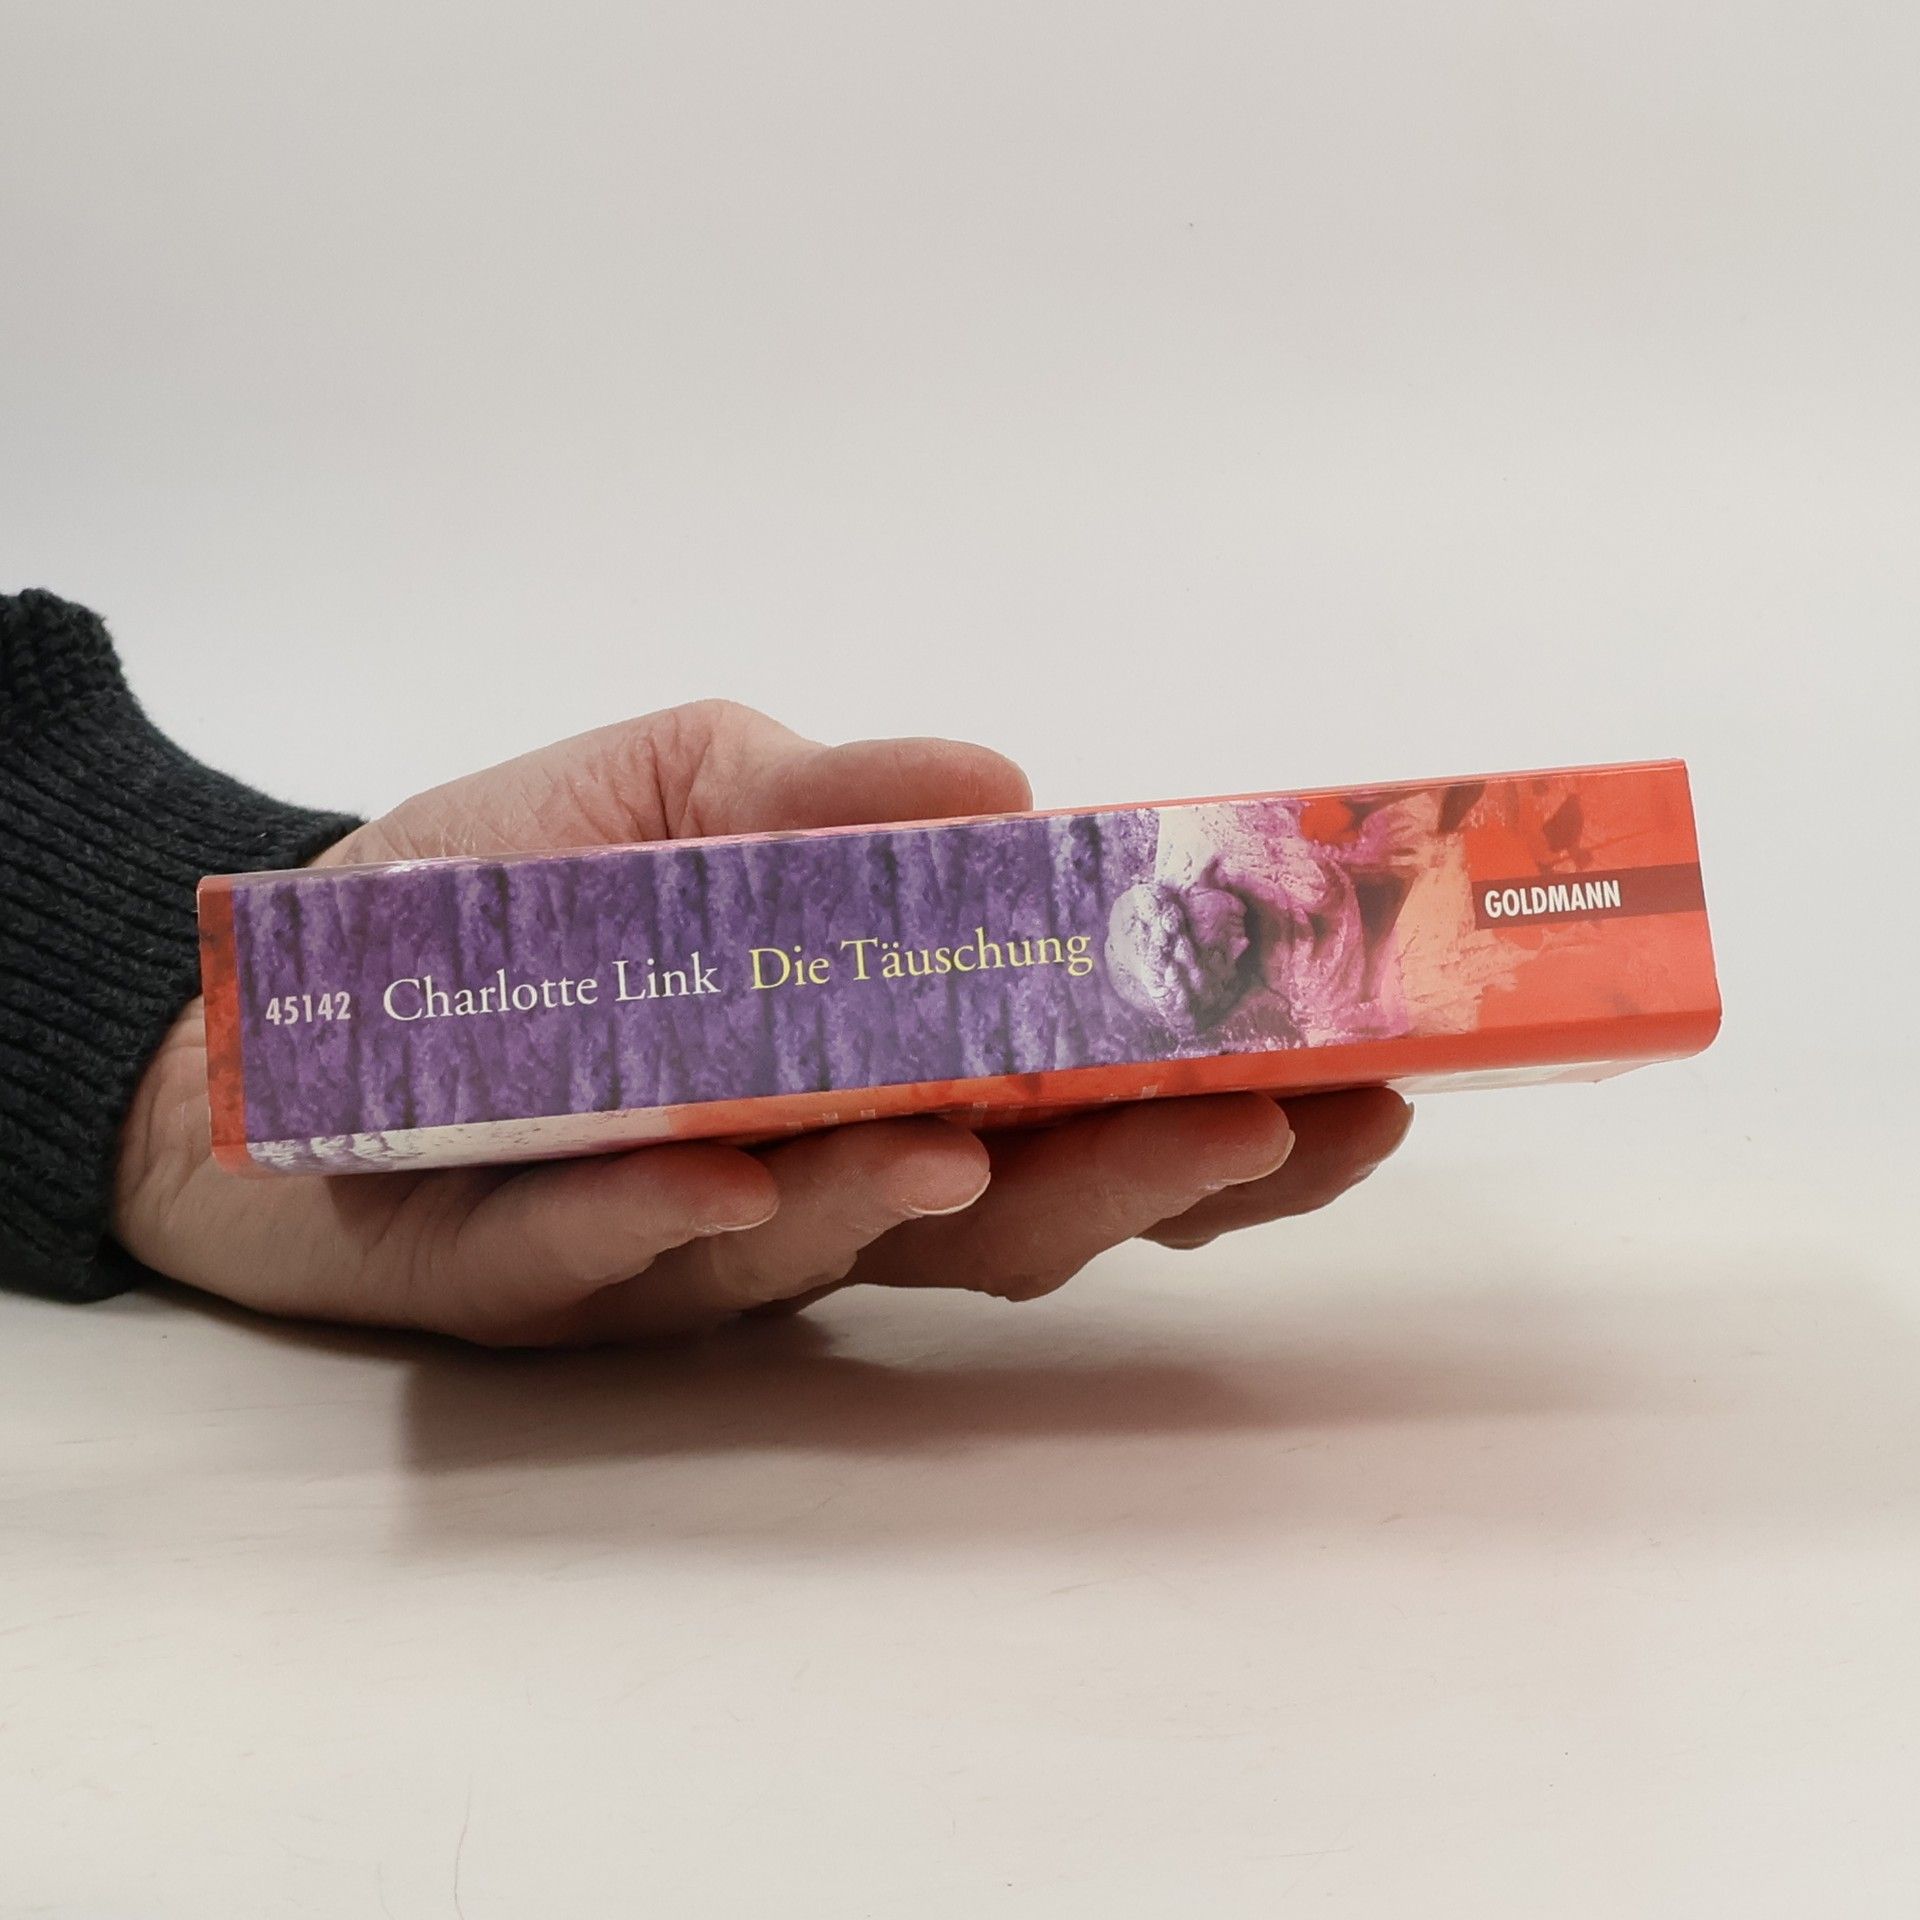 45142 Charlotte Link Die Täuschung GOLDMANN